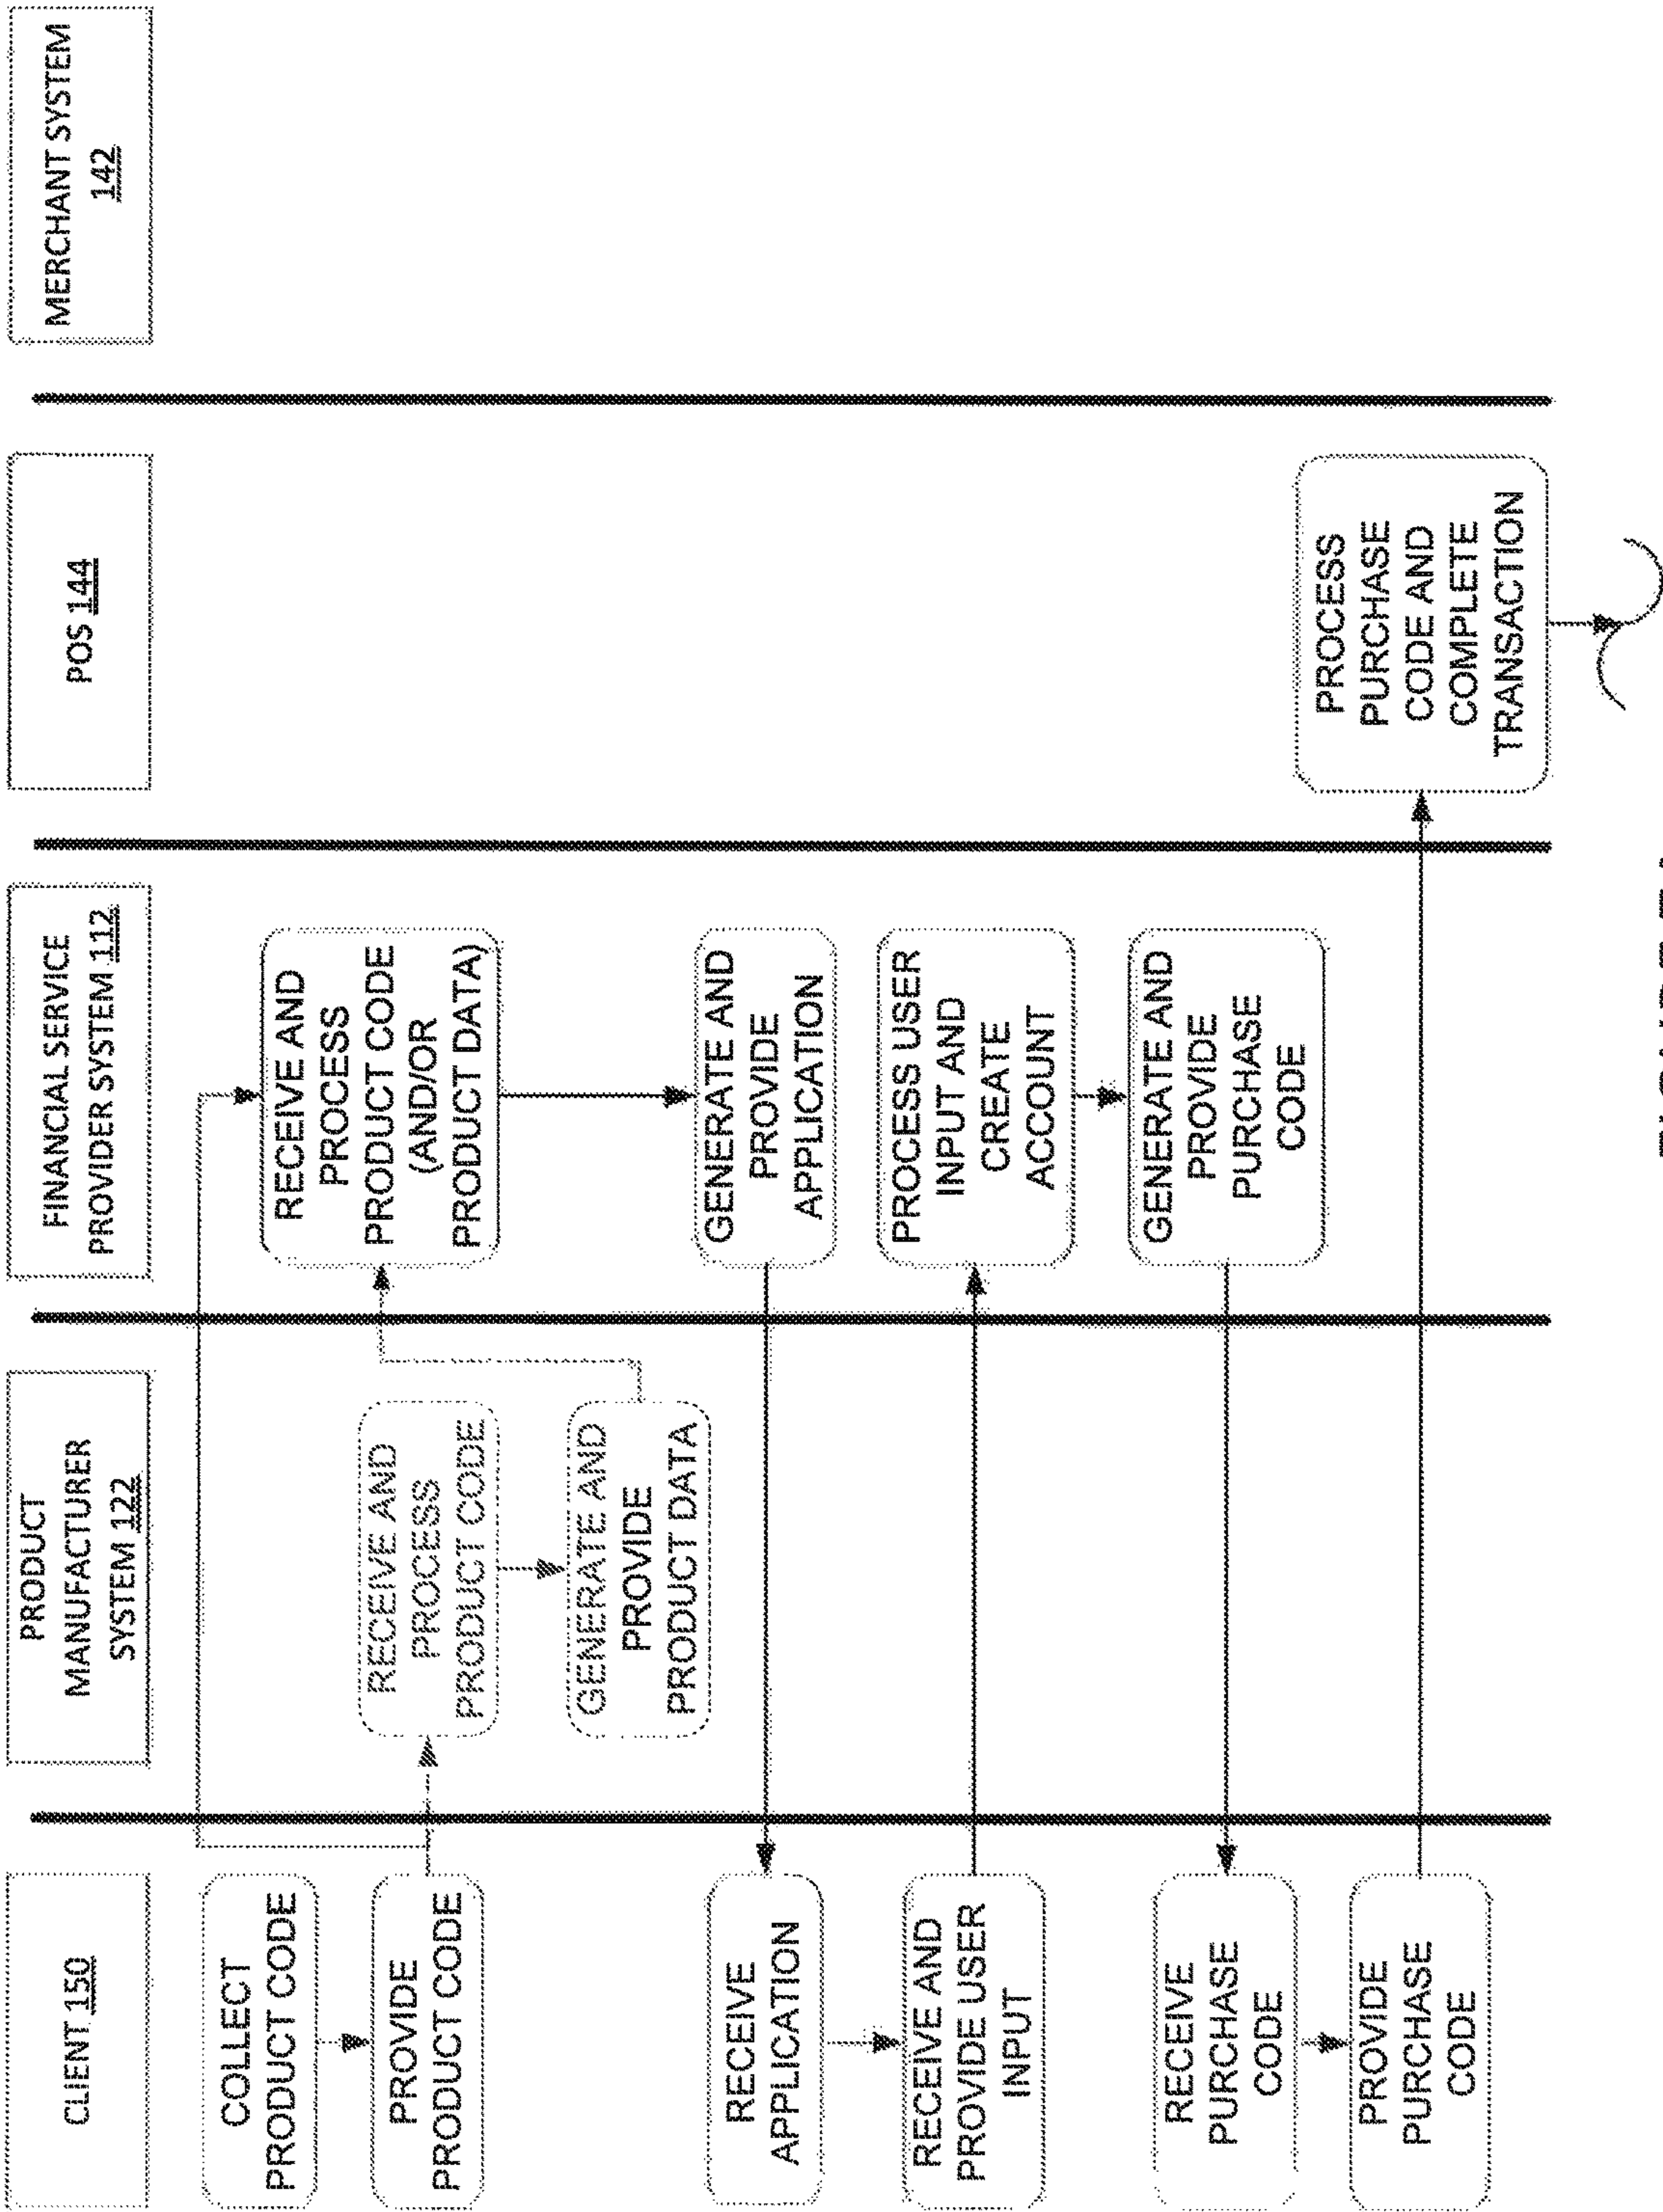 CLIENT 150
PRODUCT
MANUFACTURER
SYSTEM 122
FINANCIAL SERVICE
PROVIDER SYSTEM 112
POS 144
MERCHANT SYSTEM
142
COLLECT
PRODUCT CODE
PROVIDE
PRODUCT CODE
RECEIVE AND
PROCESS
PRODUCT CODE
GENERATE AND
PROVIDE
PRODUCT DATA
RECEIVE AND
PROCESS
PRODUCT CODE
(AND/OR
PRODUCT DATA)
GENERATE AND
PROVIDE
APPLICATION
RECEIVE
APPLICATION
RECEIVE AND
PROVIDE USER
INPUT
PROCESS USER
INPUT AND
CREATE
ACCOUNT
GENERATE AND
PROVIDE
PURCHASE
CODE
RECEIVE
PURCHASE
CODE
PROVIDE
PURCHASE
CODE
PROCESS
PURCHASE
CODE AND
COMPLETE
TRANSACTION